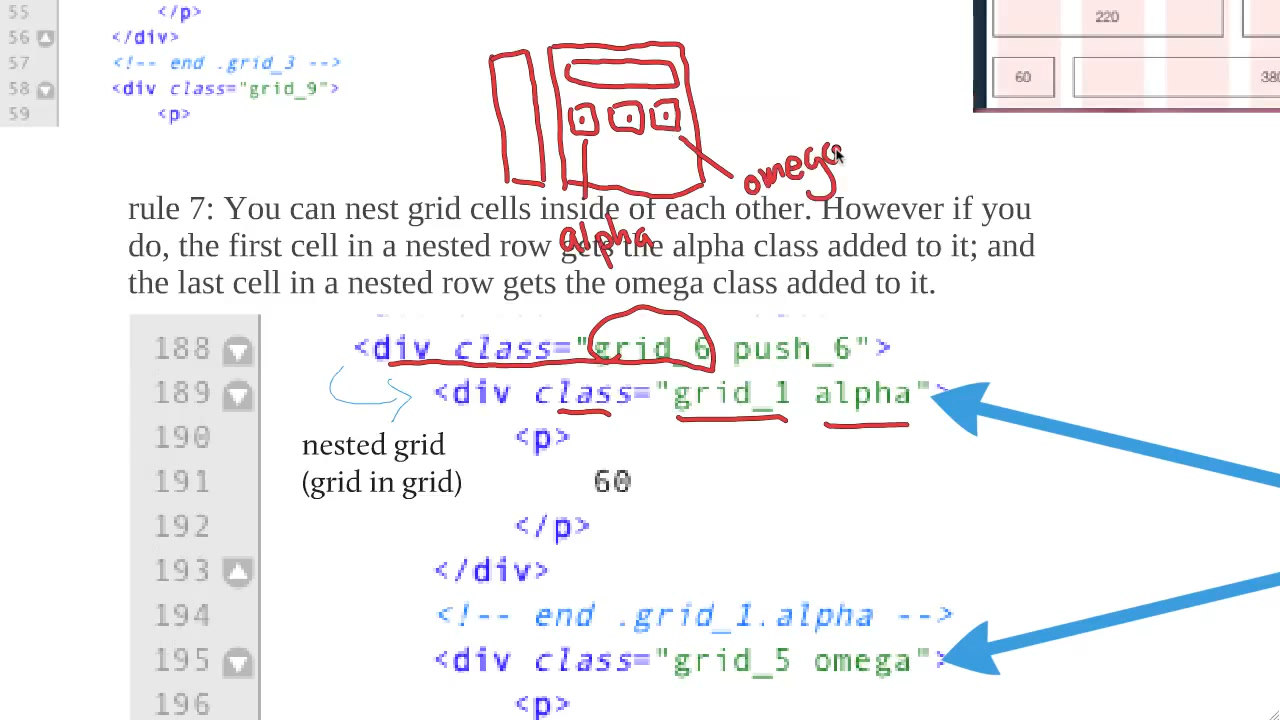 55 </p>
56 </div>
57 <!-- end .grid_3 -->
58 <div class="grid_9">
59 <p>
220
60
380
omega
rule 7: You can nest grid cells inside of each other. However if you
do, the first cell in a nested row gets the alpha class added to it; and
alpha
the last cell in a nested row gets the omega class added to it.
188 <div class="grid_6 push_6">
189 <div class="grid_1 alpha">
190 <p>
nested grid
(grid in grid)
191 60
192 </p>
193 </div>
194 <!-- end .grid_1.alpha -->
195 <div class="grid_5 omega">
196 <p>